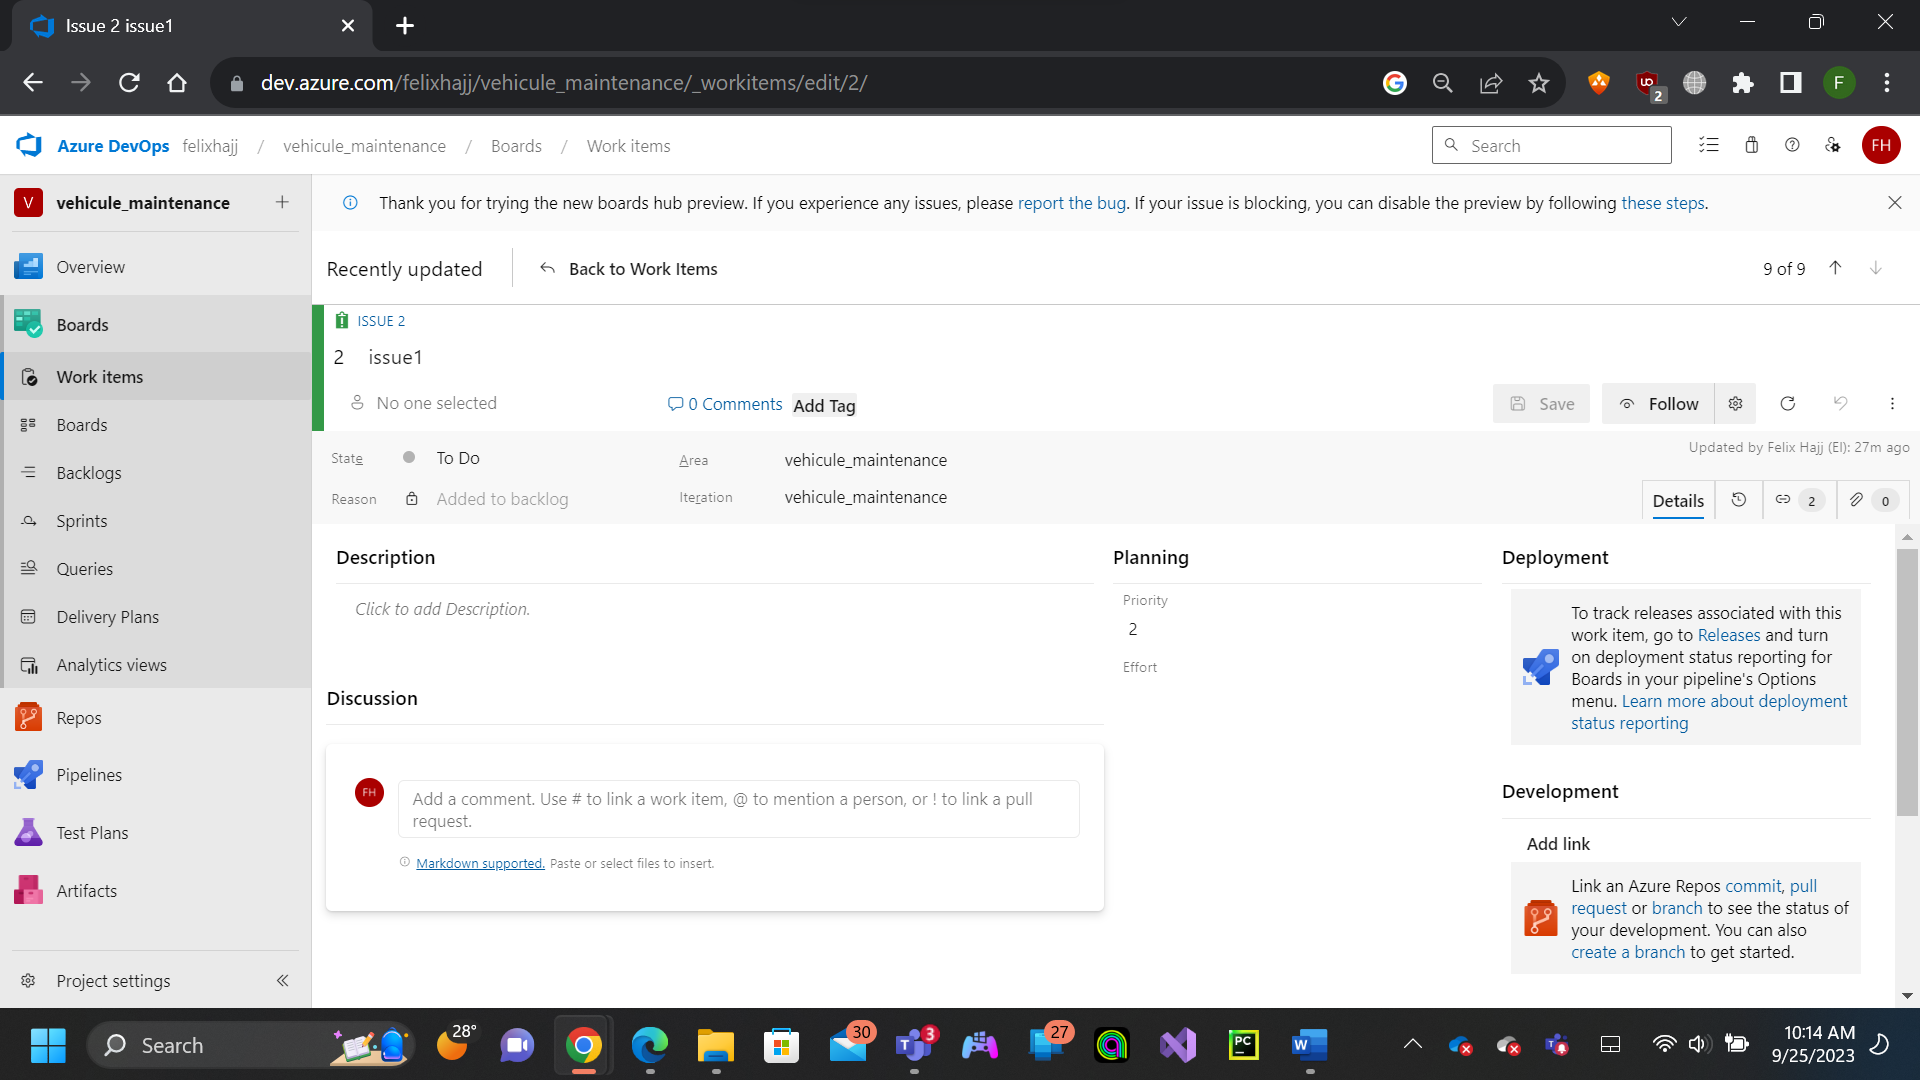 Issue 2 issue1
dev.azure.com/felixhajj/vehicule_maintenance/_workitems/edit/2/
2
F
Azure DevOps felixhajj / vehicule_maintenance / Boards / Work items
Search
FH
V vehicule_maintenance
Thank you for trying the new boards hub preview. If you experience any issues, please report the bug. If your issue is blocking, you can disable the preview by following these steps.
Overview
Boards
Work items
Boards
Backlogs
Sprints
Queries
Delivery Plans
Analytics views
Repos
Pipelines
Test Plans
Artifacts
Project settings
Recently updated
Back to Work Items
9 of 9
ISSUE 2
2 issue1
No one selected
0 Comments
Add Tag
Save
Follow
Updated by Felix Hajj (EI): 27m ago
State To Do
Reason Added to backlog
Area vehicule_maintenance
Iteration vehicule_maintenance
Details
2
0
Description
Click to add Description.
Discussion
FH
Add a comment. Use # to link a work item, @ to mention a person, or ! to link a pull
request.
Markdown supported. Paste or select files to insert.
Planning
Priority
2
Effort
Deployment
To track releases associated with this
work item, go to Releases and turn
on deployment status reporting for
Boards in your pipeline's Options
menu. Learn more about deployment
status reporting
Development
Add link
Link an Azure Repos commit, pull
request or branch to see the status of
your development. You can also
create a branch to get started.
Search
28°
30
3
27
PC
W
10:14 AM
9/25/2023